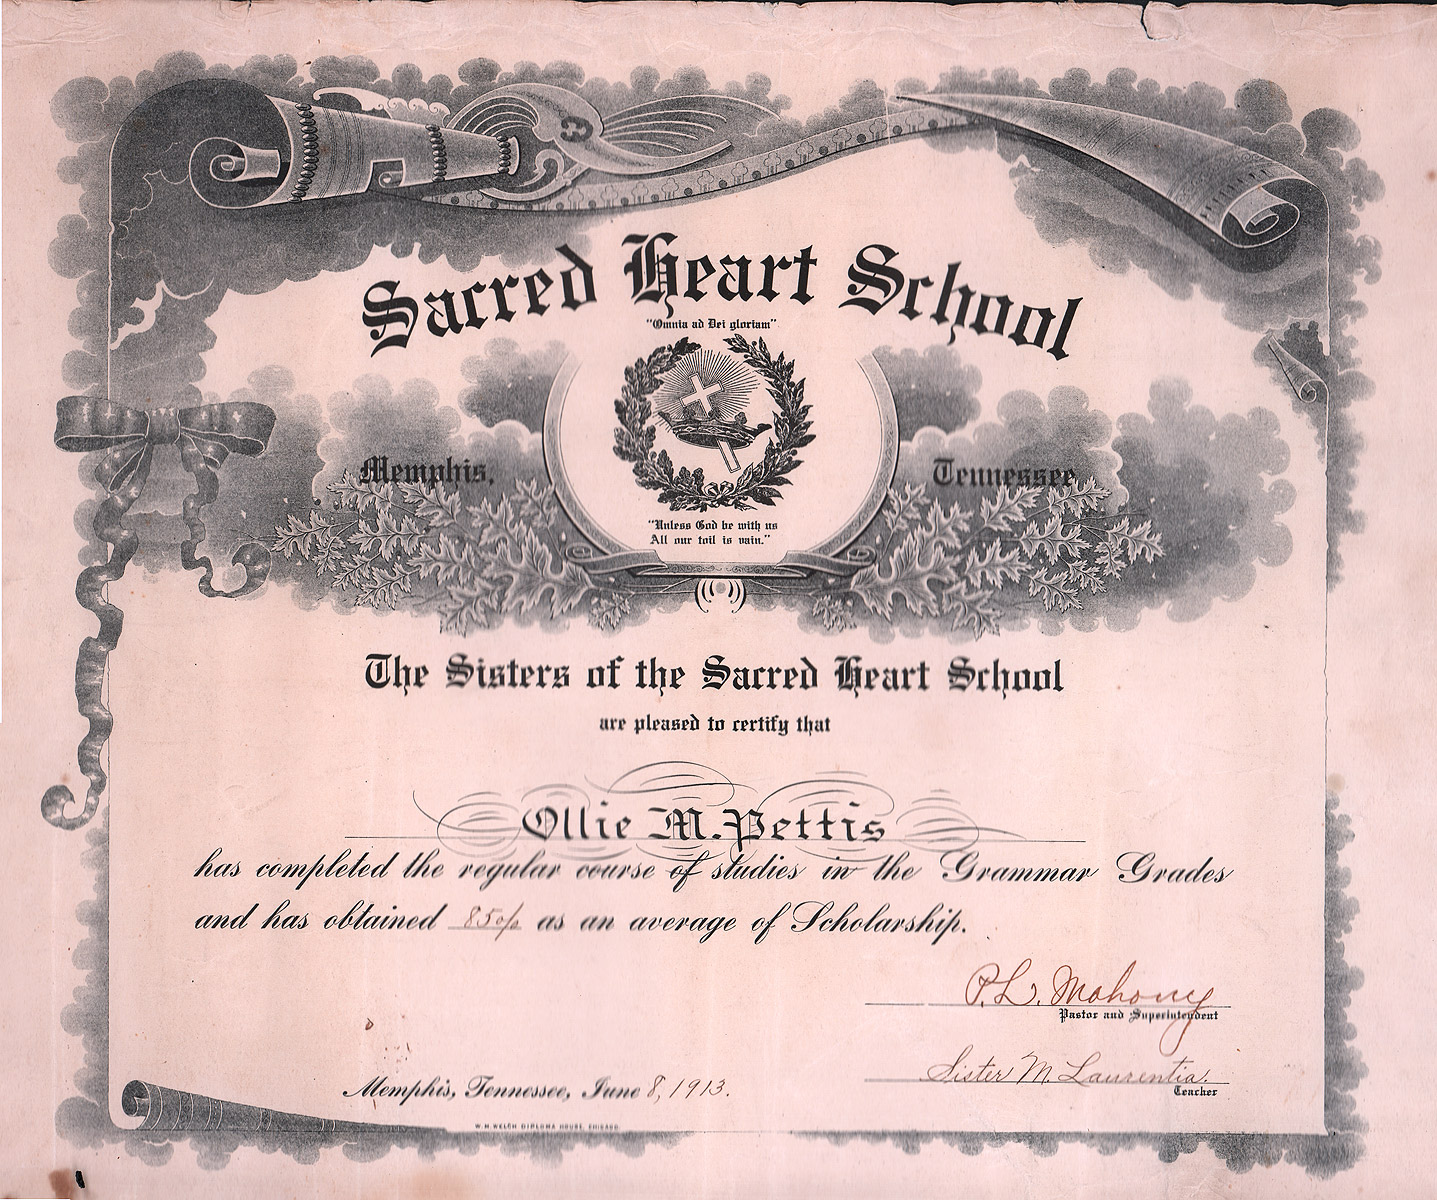 Sacred Heart School
"Omnia ad Dei gloriam"
Memphis, Tennessee
"Unless God be with us
All our toil is vain."
The Sisters of the Sacred Heart School
are pleased to certify that
Ollie M. Pettis
has completed the regular course of studies in the Grammar Grades
and has obtained 85% as an average of Scholarship.
P. L. Mahony
Pastor and Superintendent
Sister M. Laurentia.
Teacher
Memphis, Tennessee, June 8, 1913.
W. M. WELCH DIPLOMA HOUSE, CHICAGO